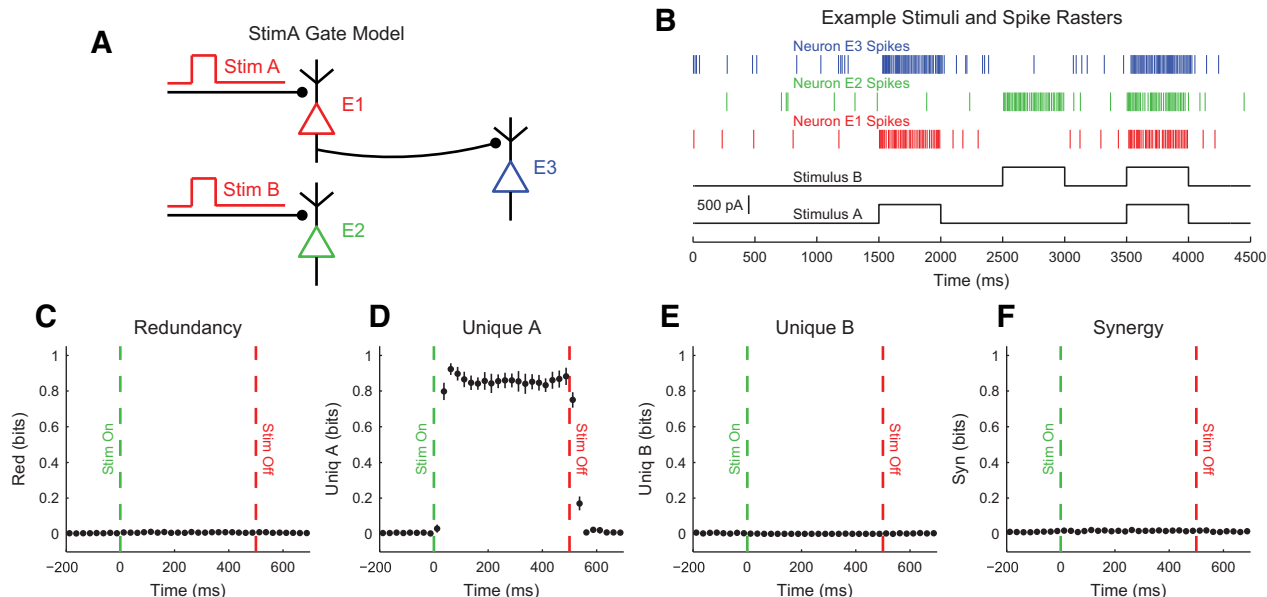 A
StimA Gate Model
Stim A
E1
E3
Stim B
E2
B
Example Stimuli and Spike Rasters
Neuron E3 Spikes
Neuron E2 Spikes
Neuron E1 Spikes
Stimulus B
500 pA
Stimulus A
0 500 1000 1500 2000 2500 3000 3500 4000 4500
Time (ms)
C
Redundancy
Red (bits)
1
0.8
0.6
0.4
0.2
0
Stim On
Stim Off
−200 0 200 400 600
Time (ms)
D
Unique A
Uniq A (bits)
1
0.8
0.6
0.4
0.2
0
Stim On
Stim Off
−200 0 200 400 600
Time (ms)
E
Unique B
Uniq B (bits)
1
0.8
0.6
0.4
0.2
0
Stim On
Stim Off
−200 0 200 400 600
Time (ms)
F
Synergy
Syn (bits)
1
0.8
0.6
0.4
0.2
0
Stim On
Stim Off
−200 0 200 400 600
Time (ms)